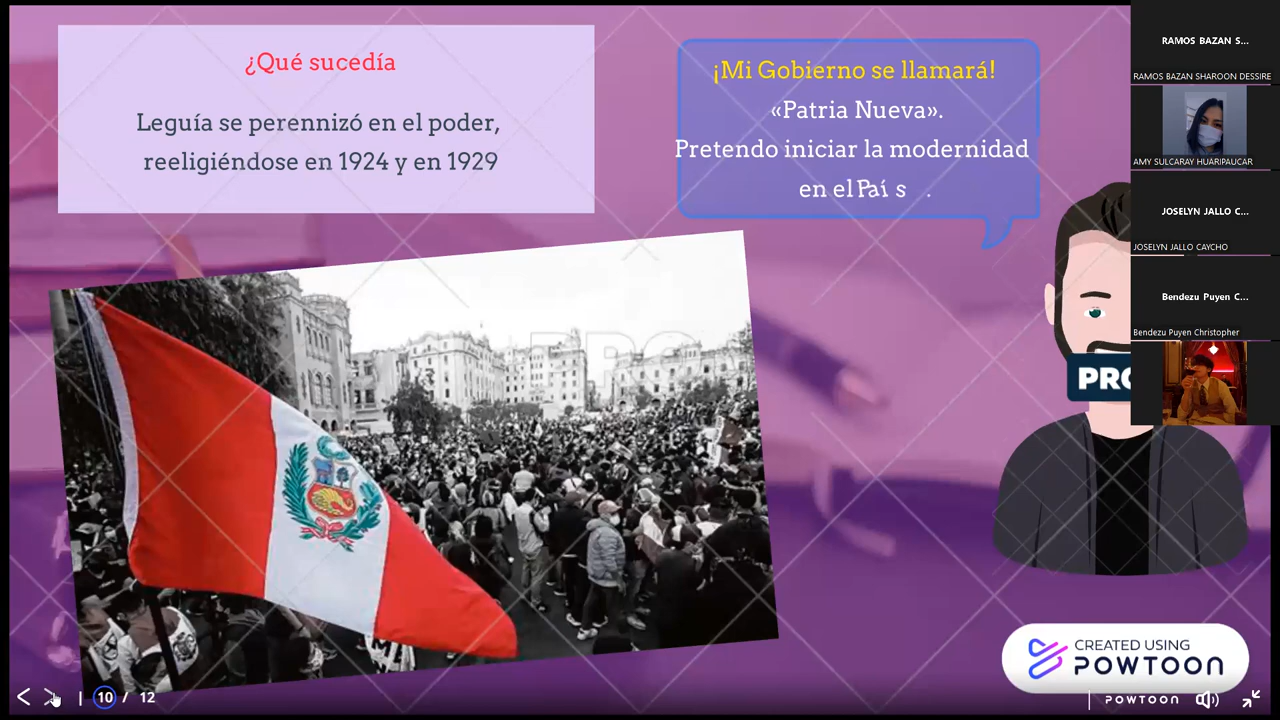 ¿Qué sucedía
Leguía se perennizó en el poder,
reeligiéndose en 1924 y en 1929
¡Mi Gobierno se llamará!
«Patria Nueva».
Pretendo iniciar la modernidad
en el Paí s .
RAMOS BAZAN S...
RAMOS BAZAN SHAROON DESSIRE
AMY SULCARAY HUARIPAUCAR
JOSELYN JALLO C...
JOSELYN JALLO CAYCHO
Bendezu Puyen C...
Bendezu Puyen Christopher
PRO
CREATED USING
POWTOON
10 / 12
POWTOON